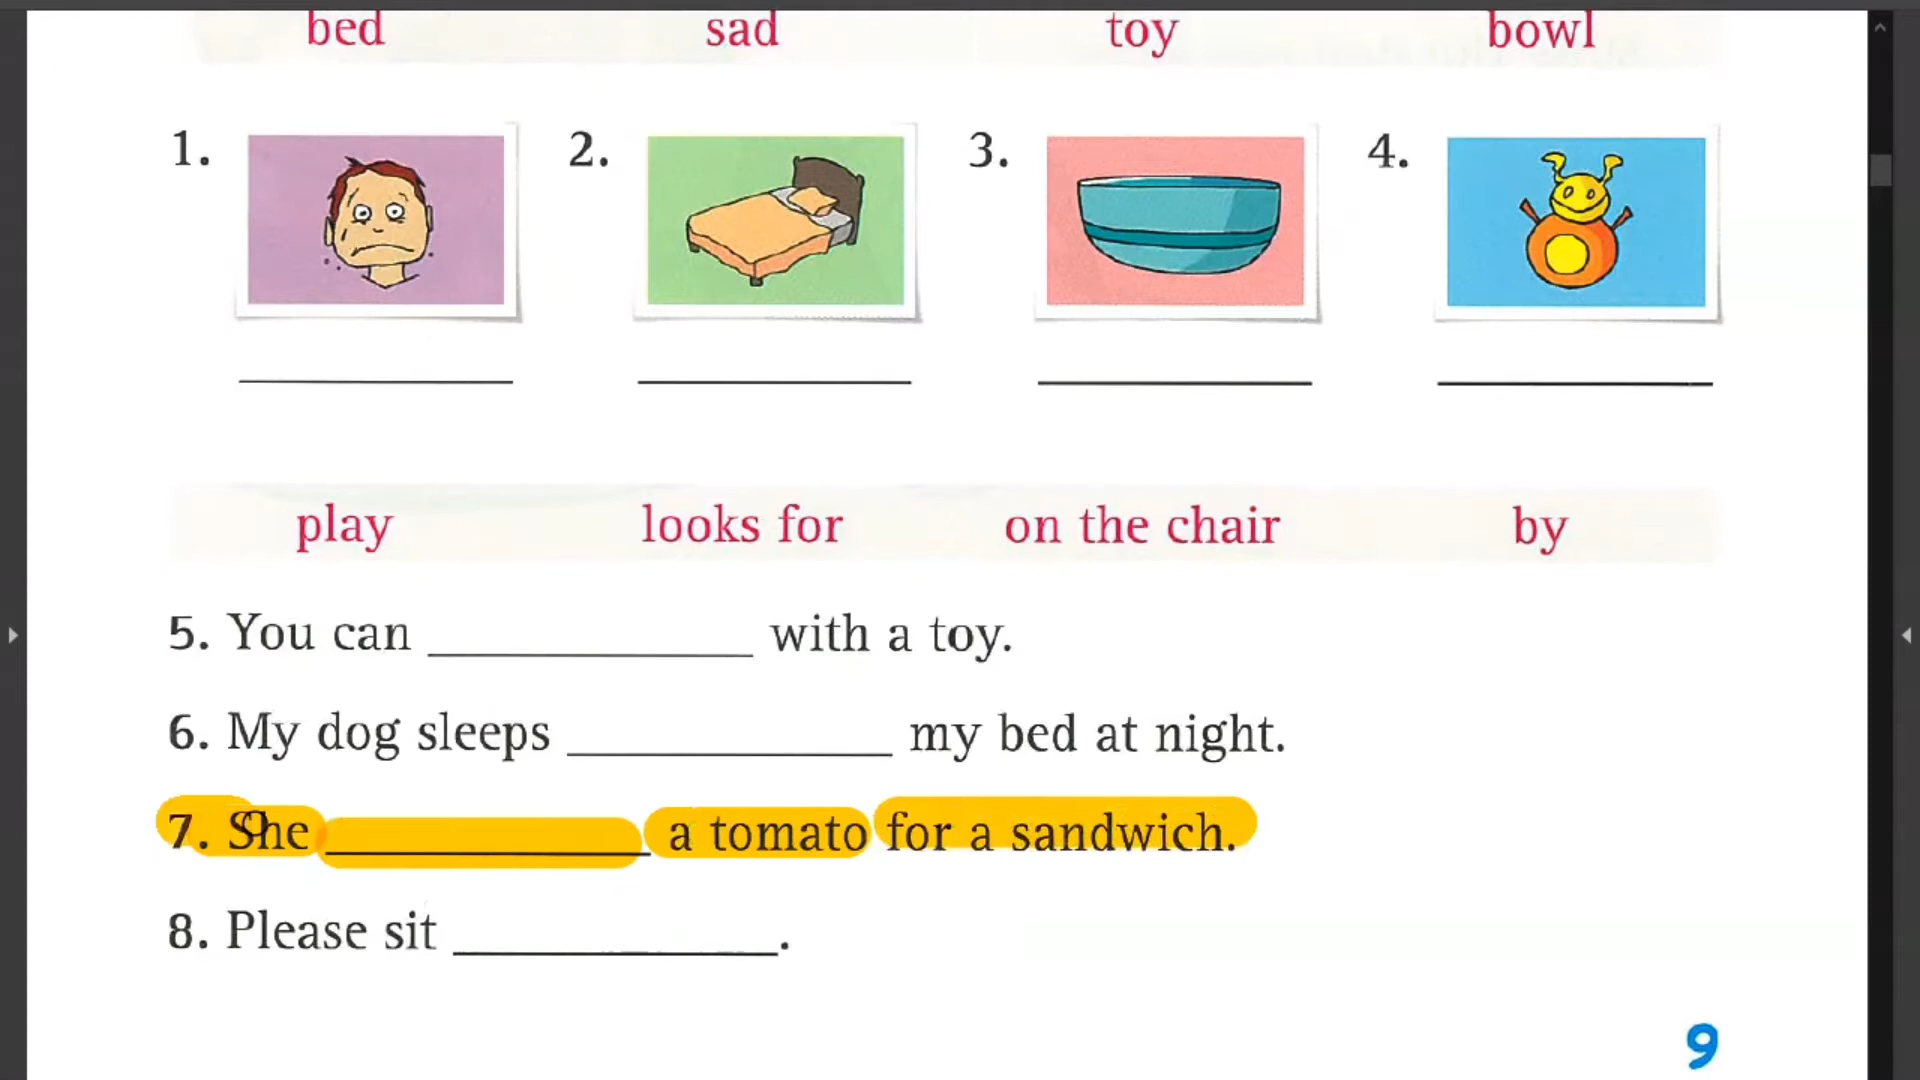 bed sad toy bowl
1. 2. 3. 4.
play looks for on the chair by
5. You can ____________ with a toy.
6. My dog sleeps ____________ my bed at night.
7. She ____________ a tomato for a sandwich.
8. Please sit ____________.
9